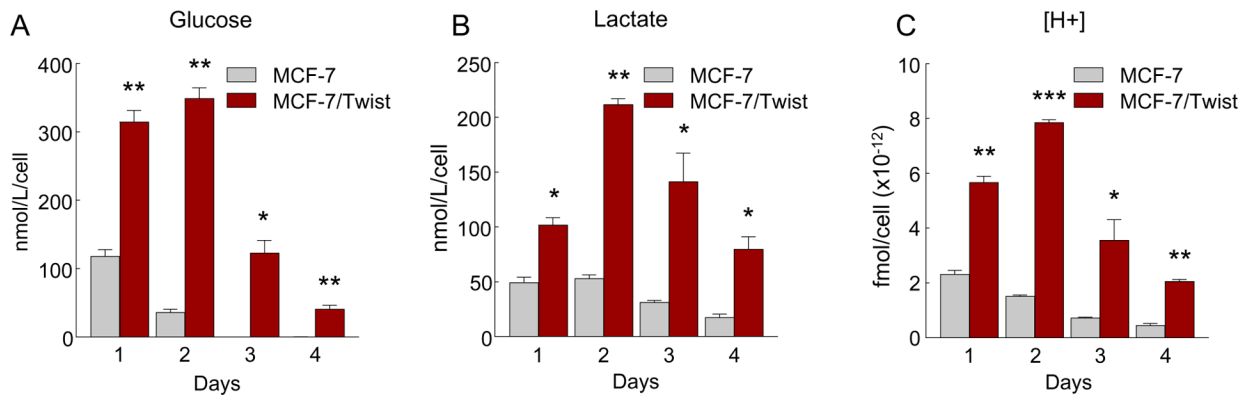 A
Glucose
MCF-7
MCF-7/Twist
nmol/L/cell
400
300
200
100
0
**
**
*
**
1 2 3 4
Days
B
Lactate
MCF-7
MCF-7/Twist
nmol/L/cell
250
200
150
100
50
0
*
**
*
*
1 2 3 4
Days
C
[H+]
MCF-7
MCF-7/Twist
fmol/cell (x10⁻¹²)
10
8
6
4
2
0
**
***
*
**
1 2 3 4
Days